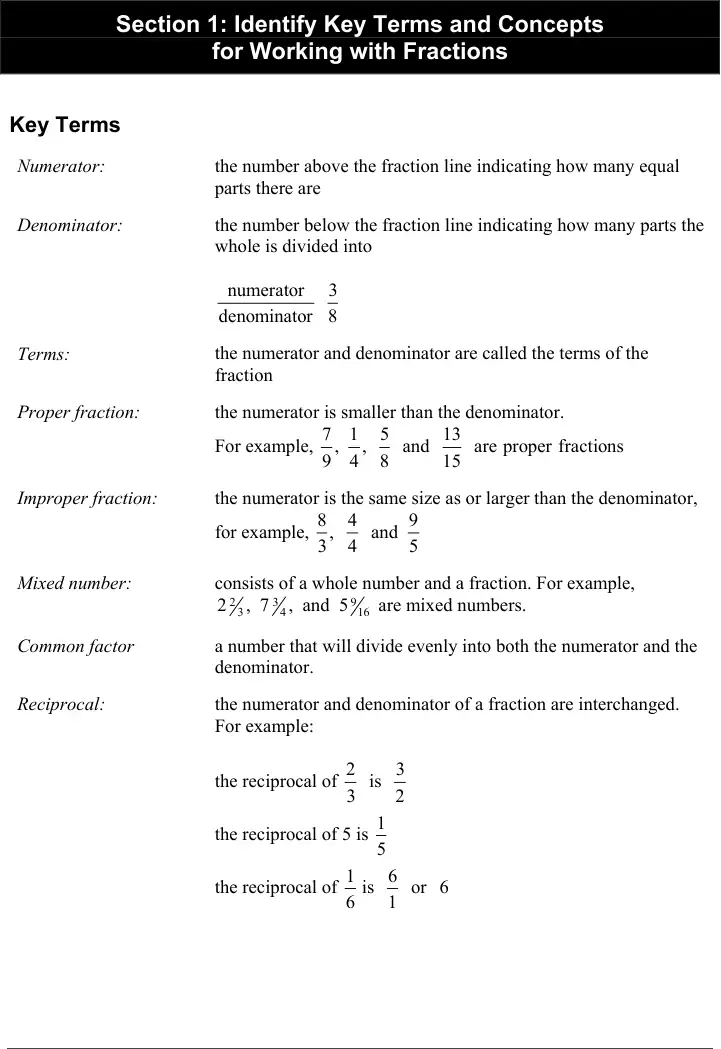 Section 1: Identify Key Terms and Concepts
for Working with Fractions
Key Terms
Numerator: the number above the fraction line indicating how many equal
parts there are
Denominator: the number below the fraction line indicating how many parts the
whole is divided into
numerator 3
denominator 8
Terms: the numerator and denominator are called the terms of the
fraction
Proper fraction: the numerator is smaller than the denominator.
For example, 7/9, 1/4, 5/8 and 13/15 are proper fractions
Improper fraction: the numerator is the same size as or larger than the denominator,
for example, 8/3, 4/4 and 9/5
Mixed number: consists of a whole number and a fraction. For example,
2 2/3, 7 3/4, and 5 9/16 are mixed numbers.
Common factor a number that will divide evenly into both the numerator and the
denominator.
Reciprocal: the numerator and denominator of a fraction are interchanged.
For example:
the reciprocal of 2/3 is 3/2
the reciprocal of 5 is 1/5
the reciprocal of 1/6 is 6/1 or 6